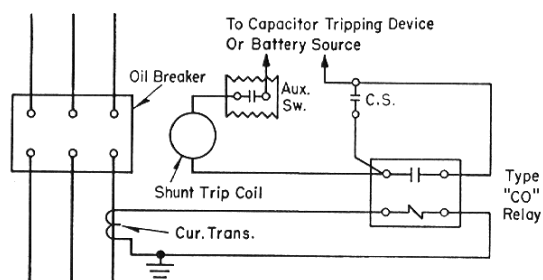 To Capacitor Tripping Device
Or Battery Source
Oil Breaker
Aux.
Sw.
C.S.
Shunt Trip Coil
Type
"CO"
Relay
Cur. Trans.